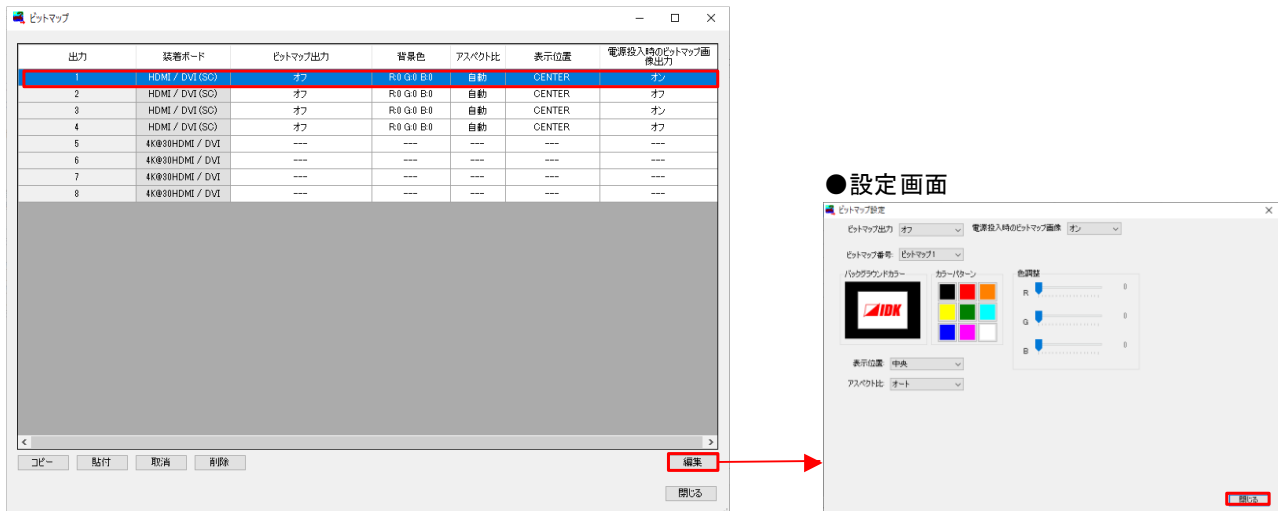 ビットマップ
出力 装着ボード ビットマップ出力 背景色 アスペクト比 表示位置 電源投入時のビットマップ画像出力
1 HDMI / DVI (SC) オフ R:0 G:0 B:0 自動 CENTER オン
2 HDMI / DVI (SC) オフ R:0 G:0 B:0 自動 CENTER オフ
3 HDMI / DVI (SC) オフ R:0 G:0 B:0 自動 CENTER オン
4 HDMI / DVI (SC) オフ R:0 G:0 B:0 自動 CENTER オフ
5 4K@30HDMI / DVI --- --- --- --- ---
6 4K@30HDMI / DVI --- --- --- --- ---
7 4K@30HDMI / DVI --- --- --- --- ---
8 4K@30HDMI / DVI --- --- --- --- ---
コピー 貼付 取消 削除 編集
閉じる
●設定画面
ビットマップ設定
ビットマップ出力 オフ 電源投入時のビットマップ画像 オン
ビットマップ番号: ビットマップ1
バックグラウンドカラー カラーパターン 色調整
IDK
R 0
G 0
B 0
表示位置: 中央
アスペクト比: オート
閉じる